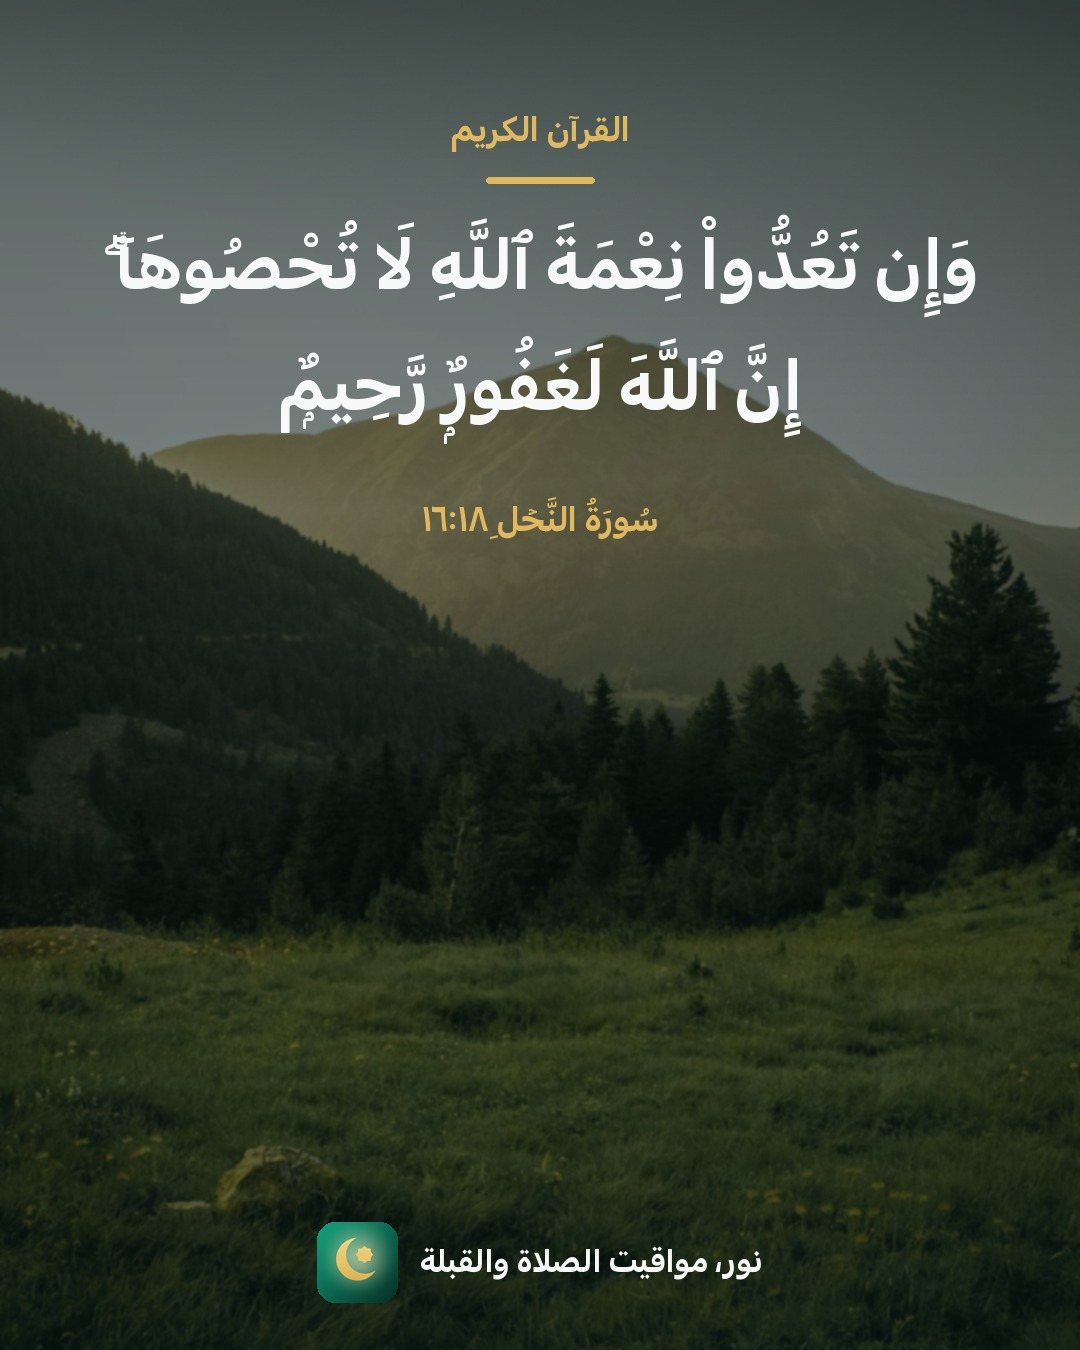 القرآن الكريم
وَإِن تَعُدُّوا۟ نِعْمَةَ ٱللَّهِ لَا تُحْصُوهَآ ۗ
إِنَّ ٱللَّهَ لَغَفُورٌۭ رَّحِيمٌۭ
سُورَةُ النَّحۡلِ ١٦:١٨
نور، مواقيت الصلاة والقبلة